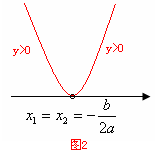 y>0
y>0
x₁ = x₂ = -b/2a
图2